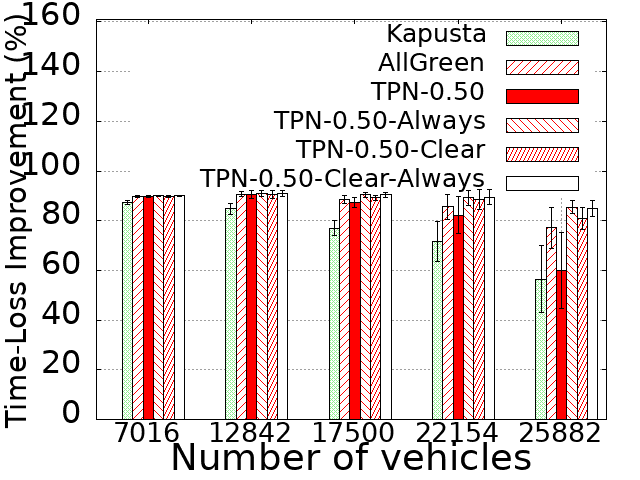 Time-Loss Improvement (%)
160
140
120
100
80
60
40
20
0
Kapusta
AllGreen
TPN-0.50
TPN-0.50-Always
TPN-0.50-Clear
TPN-0.50-Clear-Always
7016 12842 17500 22154 25882
Number of vehicles